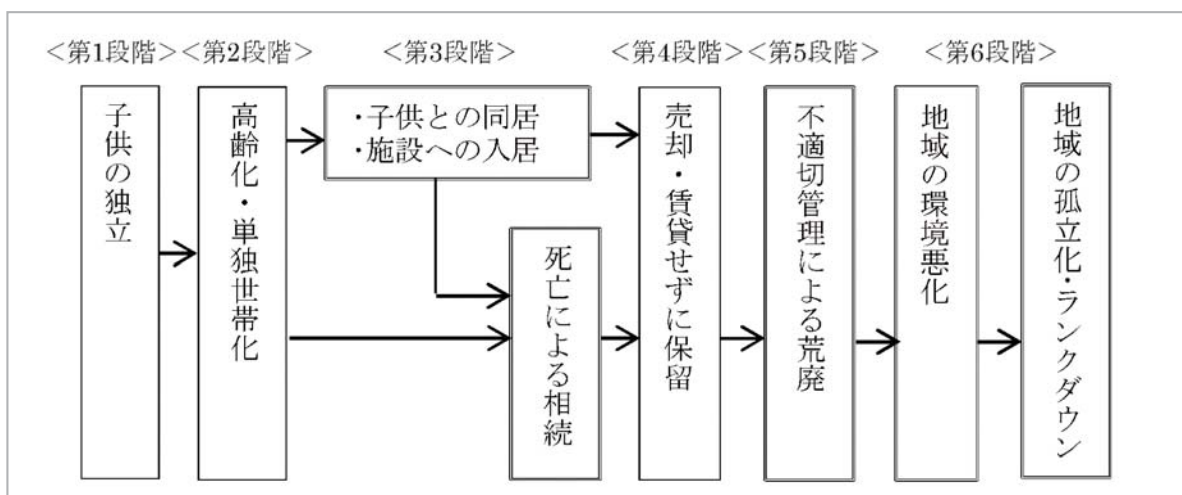 <第1段階>
<第2段階>
<第3段階>
<第4段階>
<第5段階>
<第6段階>
子供の独立
高齢化・単独世帯化
・子供との同居
・施設への入居
死亡による相続
売却・賃貸せずに保留
不適切管理による荒廃
地域の環境悪化
地域の孤立化・ランクダウン